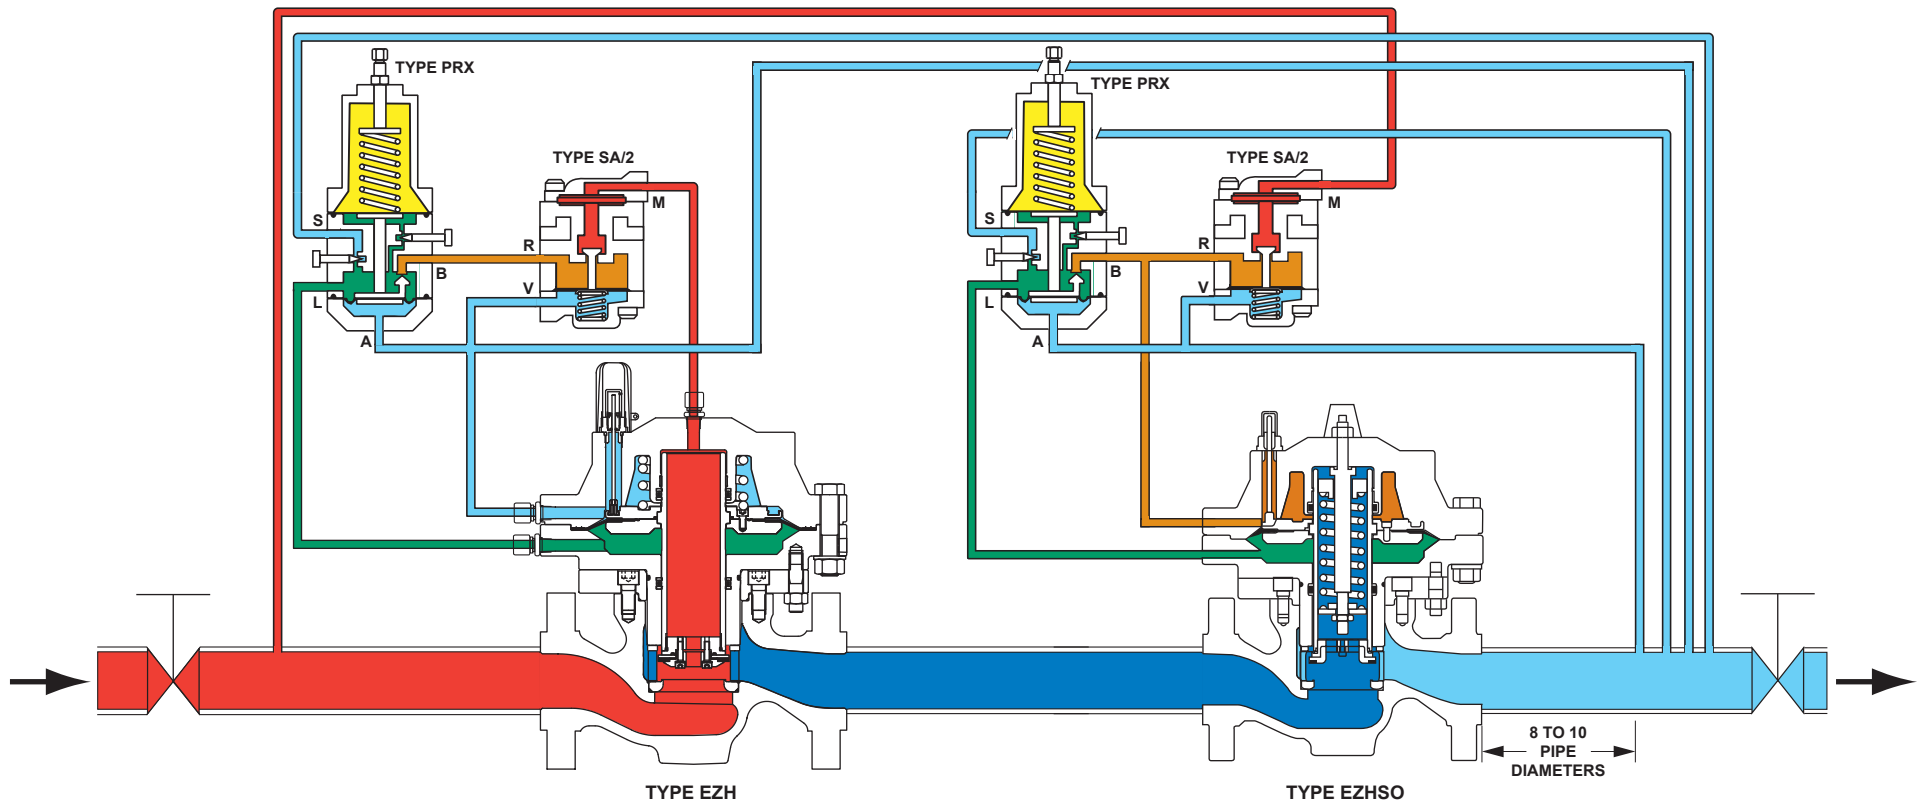 TYPE PRX
TYPE PRX
TYPE SA/2
TYPE SA/2
M
M
S
S
R
R
B
B
V
V
L
L
A
A
8 TO 10
PIPE
DIAMETERS
TYPE EZH
TYPE EZHSO